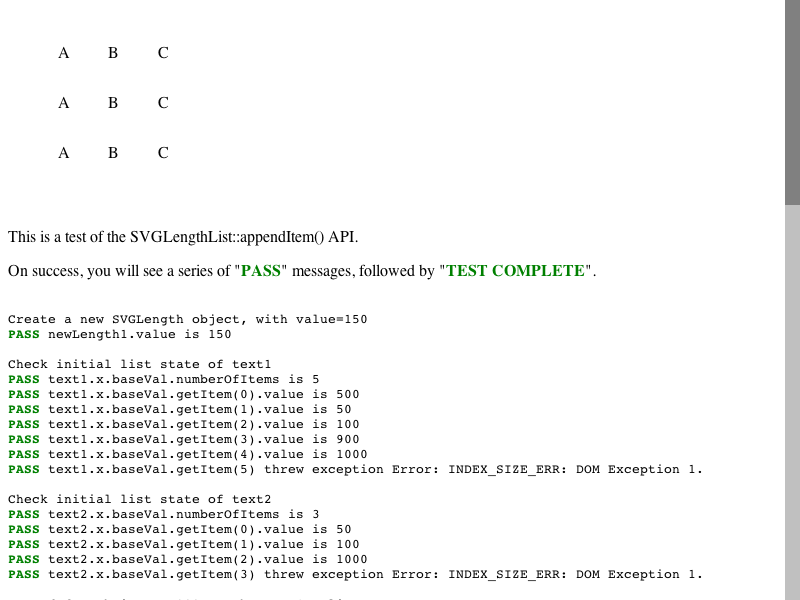 A B C
A B C
A B C
This is a test of the SVGLengthList::appendItem() API.
On success, you will see a series of "PASS" messages, followed by "TEST COMPLETE".
Create a new SVGLength object, with value=150
PASS newLength1.value is 150
Check initial list state of text1
PASS text1.x.baseVal.numberOfItems is 5
PASS text1.x.baseVal.getItem(0).value is 500
PASS text1.x.baseVal.getItem(1).value is 50
PASS text1.x.baseVal.getItem(2).value is 100
PASS text1.x.baseVal.getItem(3).value is 900
PASS text1.x.baseVal.getItem(4).value is 1000
PASS text1.x.baseVal.getItem(5) threw exception Error: INDEX_SIZE_ERR: DOM Exception 1.
Check initial list state of text2
PASS text2.x.baseVal.numberOfItems is 3
PASS text2.x.baseVal.getItem(0).value is 50
PASS text2.x.baseVal.getItem(1).value is 100
PASS text2.x.baseVal.getItem(2).value is 1000
PASS text2.x.baseVal.getItem(3) threw exception Error: INDEX_SIZE_ERR: DOM Exception 1.